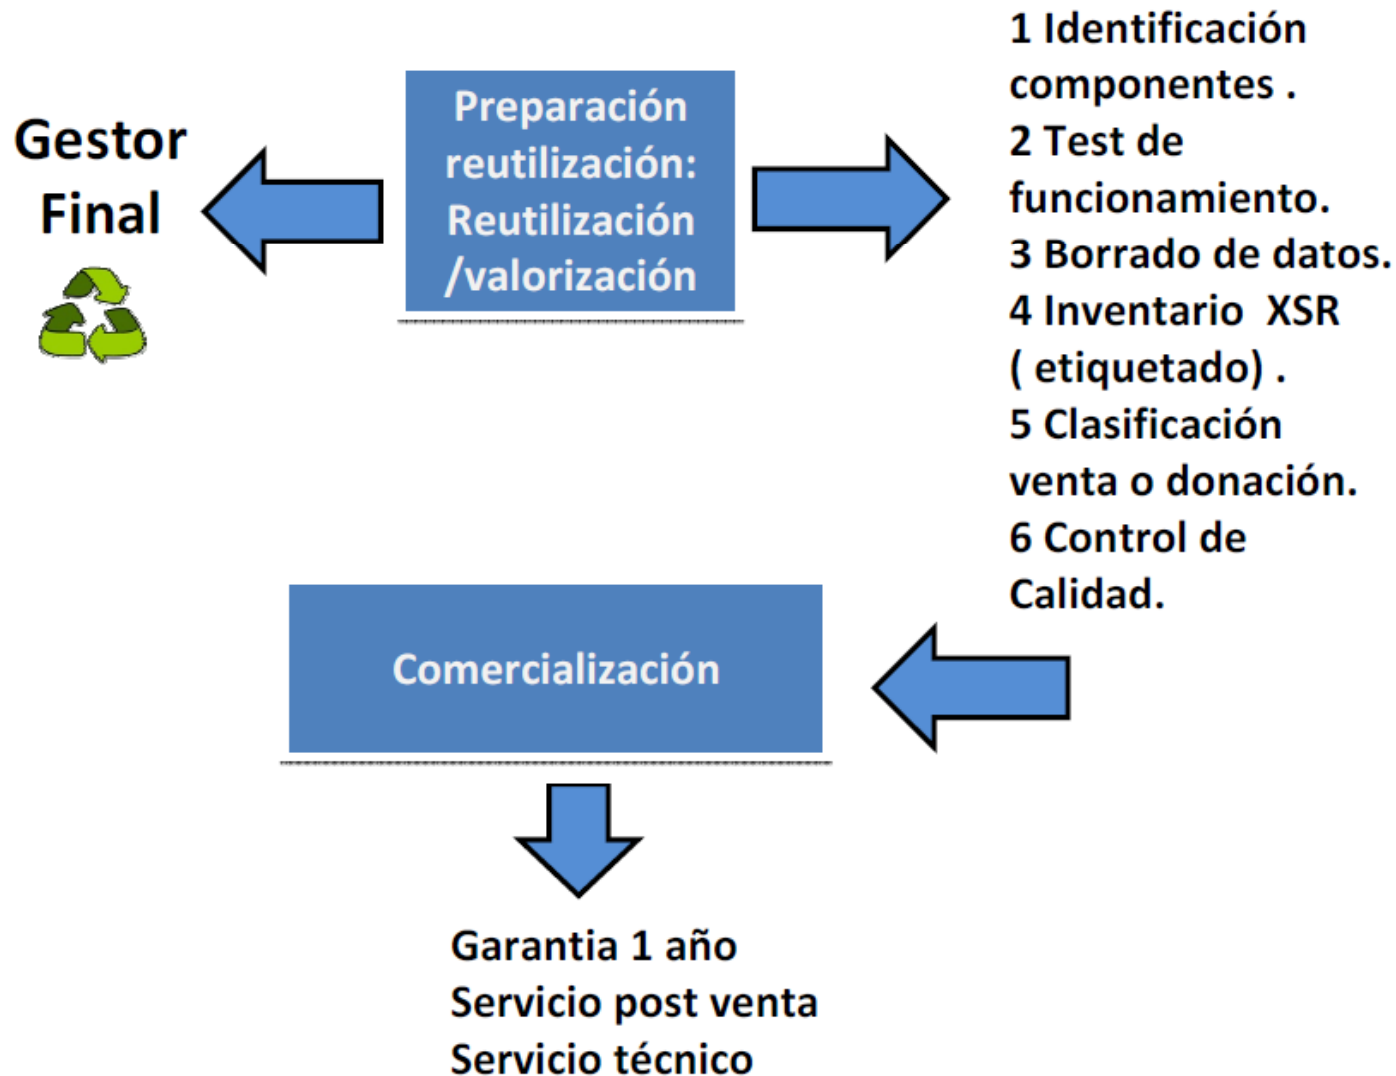 Gestor
Final
Preparación
reutilización:
Reutilización
/valorización
1 Identificación
componentes .
2 Test de
funcionamiento.
3 Borrado de datos.
4 Inventario  XSR
( etiquetado) .
5 Clasificación
venta o donación.
6 Control de
Calidad.
Comercialización
Garantia 1 año
Servicio post venta
Servicio técnico